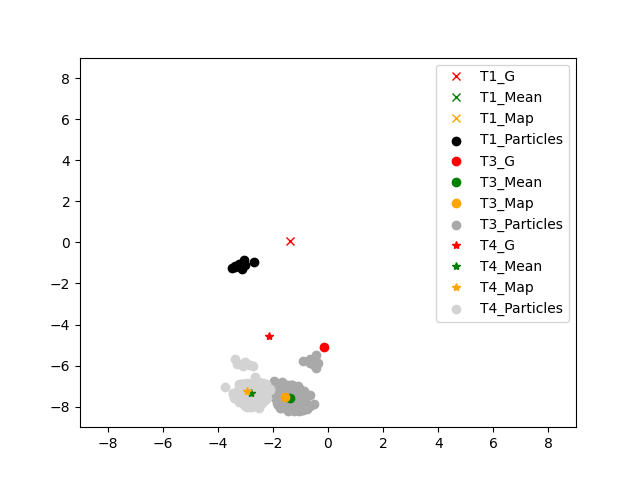 8
6
4
2
0
−2
−4
−6
−8
−8 −6 −4 −2 0 2 4 6 8
T1_G
T1_Mean
T1_Map
T1_Particles
T3_G
T3_Mean
T3_Map
T3_Particles
T4_G
T4_Mean
T4_Map
T4_Particles